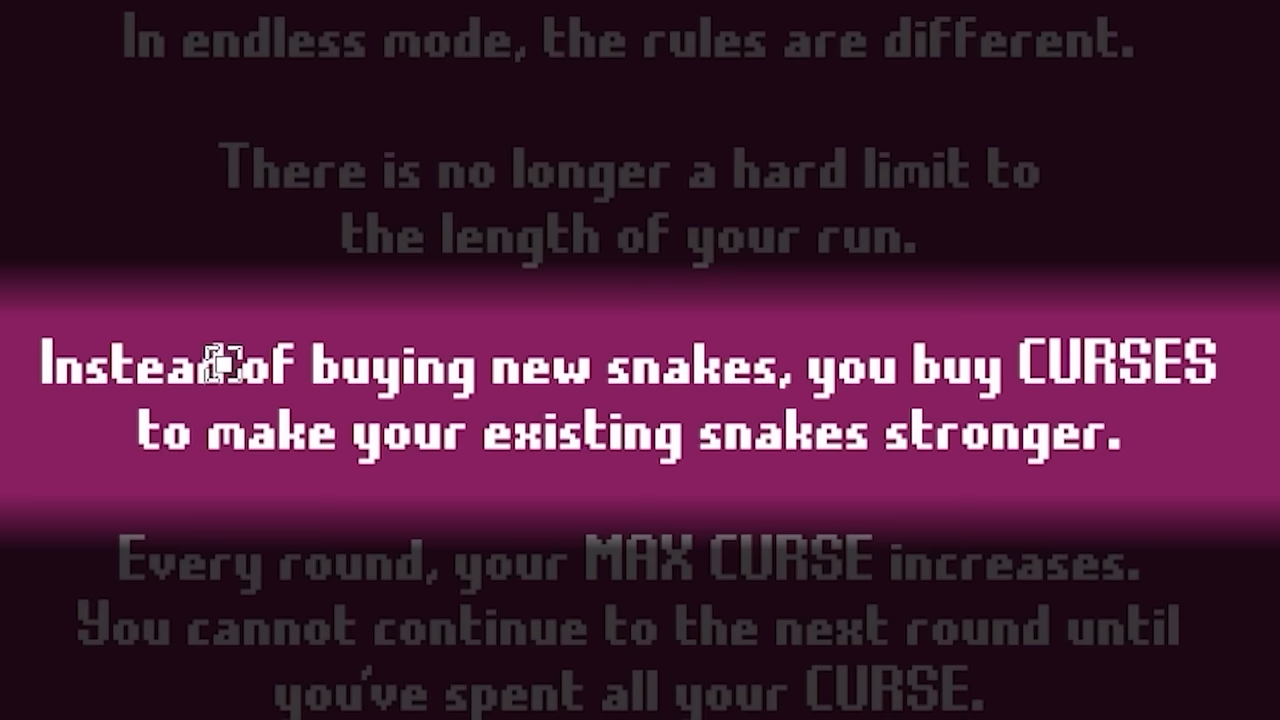 In endless mode, the rules are different.
There is no longer a hard limit to
the length of your run.
Instead of buying new snakes, you buy CURSES
to make your existing snakes stronger.
Every round, your MAX CURSE increases.
You cannot continue to the next round until
you've spent all your CURSE.